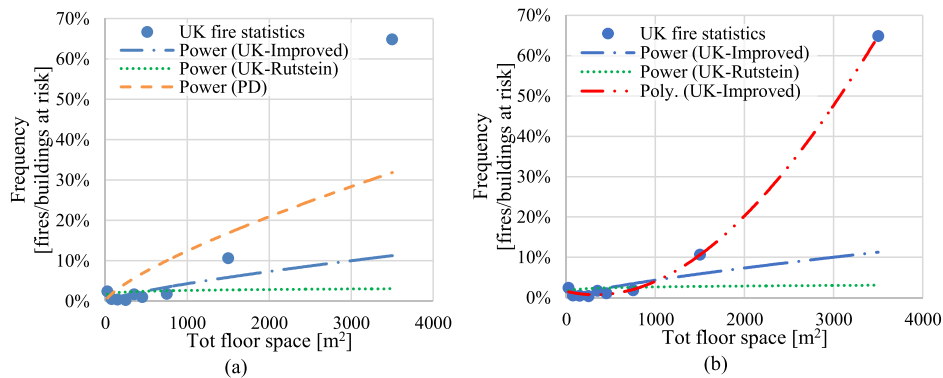 70%
60%
50%
40%
30%
20%
10%
0%
Frequency
[fires/buildings at risk]
UK fire statistics
Power (UK-Improved)
Power (UK-Rutstein)
Power (PD)
0
1000
2000
3000
4000
Tot floor space [m²]
(a)
70%
60%
50%
40%
30%
20%
10%
0%
Frequency
[fires/buildings at risk]
UK fire statistics
Power (UK-Improved)
Power (UK-Rutstein)
Poly. (UK-Improved)
0
1000
2000
3000
4000
Tot floor space [m²]
(b)